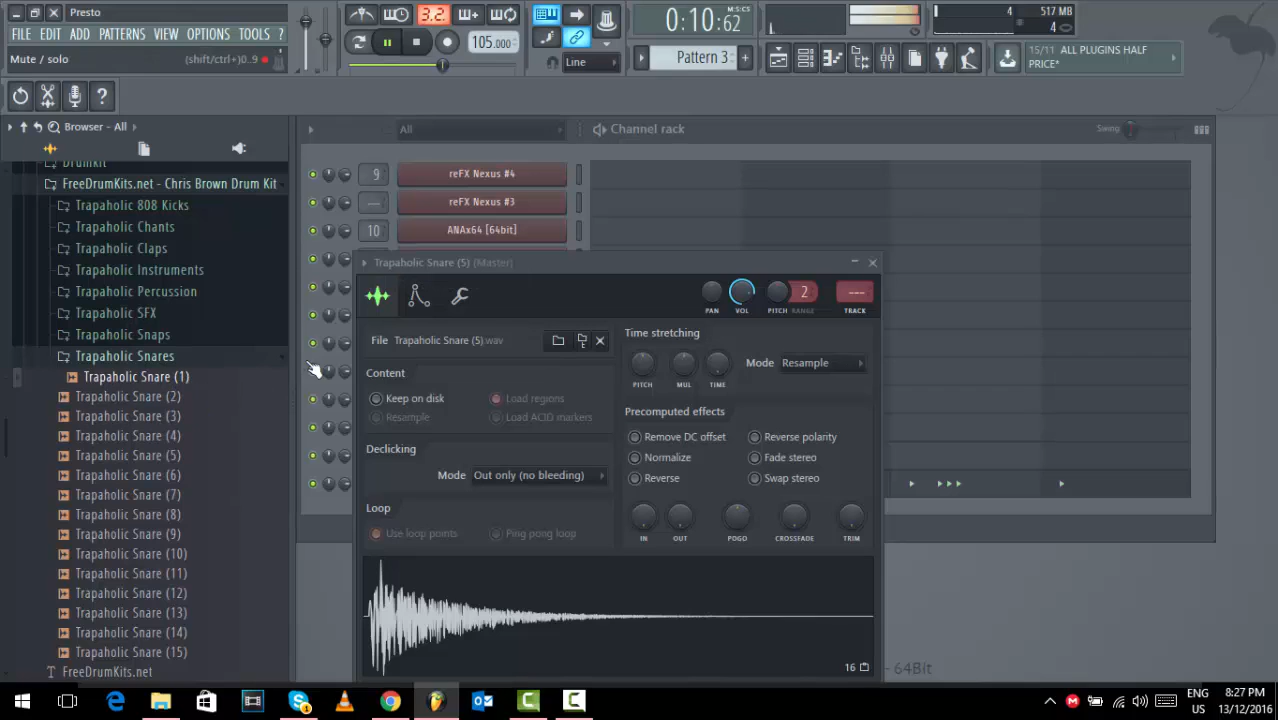 Presto
FILE EDIT ADD PATTERNS VIEW OPTIONS TOOLS ?
Mute / solo (shift/ctrl+)0..9
3.2
105.000
Line
0:10:62
M:S:CS
Pattern 3
4
517 MB
4
15/11 ALL PLUGINS HALF
PRICE*
Browser - All
Channel rack
All
Swing
Drumkit
FreeDrumKits.net - Chris Brown Drum Kit
Trapaholic 808 Kicks
Trapaholic Chants
Trapaholic Claps
Trapaholic Instruments
Trapaholic Percussion
Trapaholic SFX
Trapaholic Snaps
Trapaholic Snares
Trapaholic Snare (1)
Trapaholic Snare (2)
Trapaholic Snare (3)
Trapaholic Snare (4)
Trapaholic Snare (5)
Trapaholic Snare (6)
Trapaholic Snare (7)
Trapaholic Snare (8)
Trapaholic Snare (9)
Trapaholic Snare (10)
Trapaholic Snare (11)
Trapaholic Snare (12)
Trapaholic Snare (13)
Trapaholic Snare (14)
Trapaholic Snare (15)
FreeDrumKits.net
9 reFX Nexus #4
--- reFX Nexus #3
10 ANAx64 [64bit]
Trapaholic Snare (5) (Master)
2
---
PAN VOL PITCH RANGE TRACK
File Trapaholic Snare (5).wav
Content
Keep on disk Load regions
Resample Load ACID markers
Declicking
Mode Out only (no bleeding)
Loop
Use loop points Ping pong loop
Time stretching
PITCH MUL TIME
Mode Resample
Precomputed effects
Remove DC offset Reverse polarity
Normalize Fade stereo
Reverse Swap stereo
IN OUT POGO CROSSFADE TRIM
16
- 64Bit
ENG
US
8:27 PM
13/12/2016